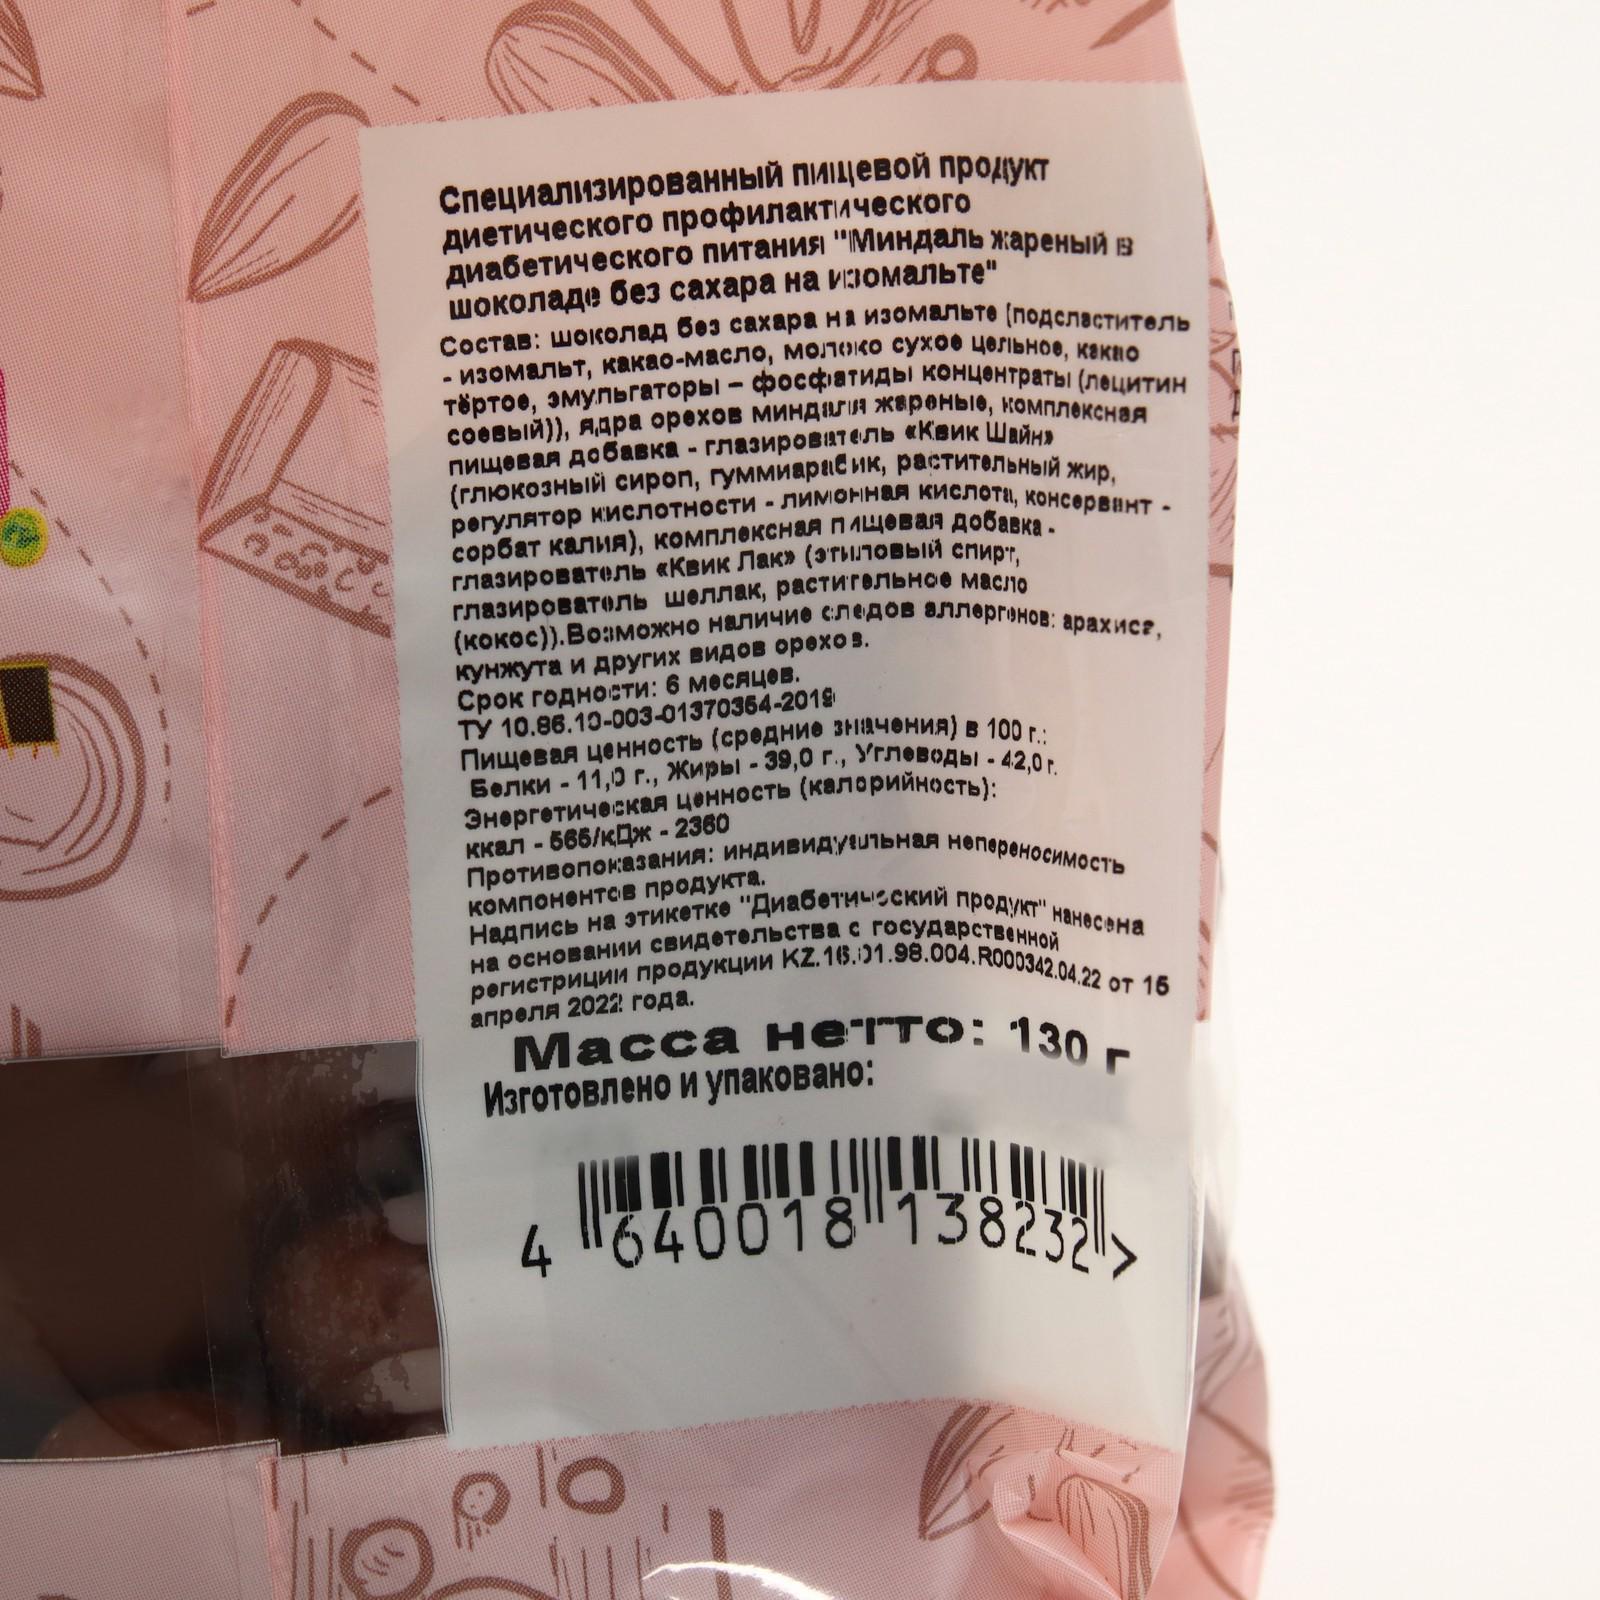 Специализированный пищевой продукт
диетического профилактического
диабетического питания "Миндаль жареный в
шоколаде без сахара на изомальте"
Состав: шоколад без сахара на изомальте (подсластитель
- изомальт, какао-масло, молоко сухое цельное, какао
тёртое, эмульгаторы – фосфатиды концентраты (лецитин
соевый)), ядра орехов миндаля жареные, комплексная
пищевая добавка - глазирователь «Квик Шайн»
(глюкозный сироп, гуммиарабик, растительный жир,
регулятор кислотности - лимонная кислота, консервант -
сорбат калия), комплексная пищевая добавка -
глазирователь «Квик Лак» (этиловый спирт,
глазирователь шеллак, растительное масло
(кокос)).Возможно наличие следов аллергенов: арахиса,
кунжута и других видов орехов.
Срок годности: 6 месяцев.
ТУ 10.86.10-003-01370354-2019
Пищевая ценность (средние значения) в 100 г.:
Белки - 11,0 г., Жиры - 39,0 г., Углеводы - 42,0 г.
Энергетическая ценность (калорийность):
ккал - 565/кДж - 2360
Противопоказания: индивидуальная непереносимость
компонентов продукта.
Надпись на этикетке "Диабетический продукт" нанесена
на основании свидетельства с государственной
регистриции продукции KZ.16.01.98.004.R000342.04.22 от 15
апреля 2022 года.
Масса нетто: 130 г
Изготовлено и упаковано:
4 640018 138232 >